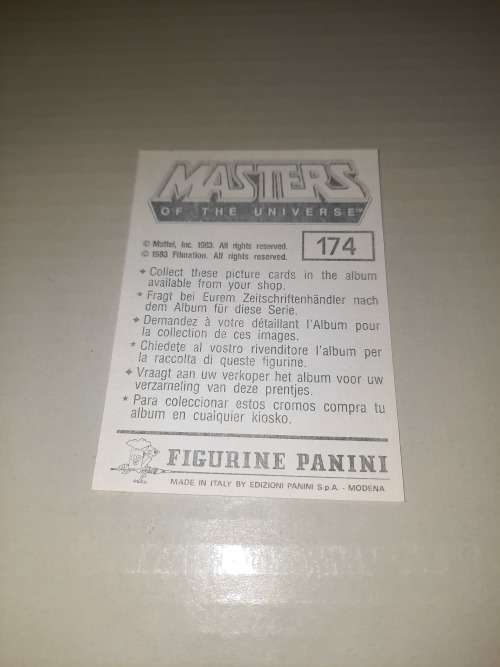 MASTERS
OF THE UNIVERSE™
© Mattel, Inc. 1983. All rights reserved.
© 1983 Filmation. All rights reserved.
174
✦ Collect these picture cards in the album
available from your shop.
* Fragt bei Eurem Zeitschriftenhändler nach
dem Album für diese Serie.
✦ Demandez à votre détaillant l'Album pour
la collection de ces images.
* Chiedete al vostro rivenditore l'album per
la raccolta di queste figurine.
✦ Vraagt aan uw verkoper het album voor uw
verzameling van deze prentjes.
* Para coleccionar estos cromos compra tu
album en cualquier kiosko.
FIGURINE PANINI
MADE IN ITALY BY EDIZIONI PANINI S.p.A. - MODENA